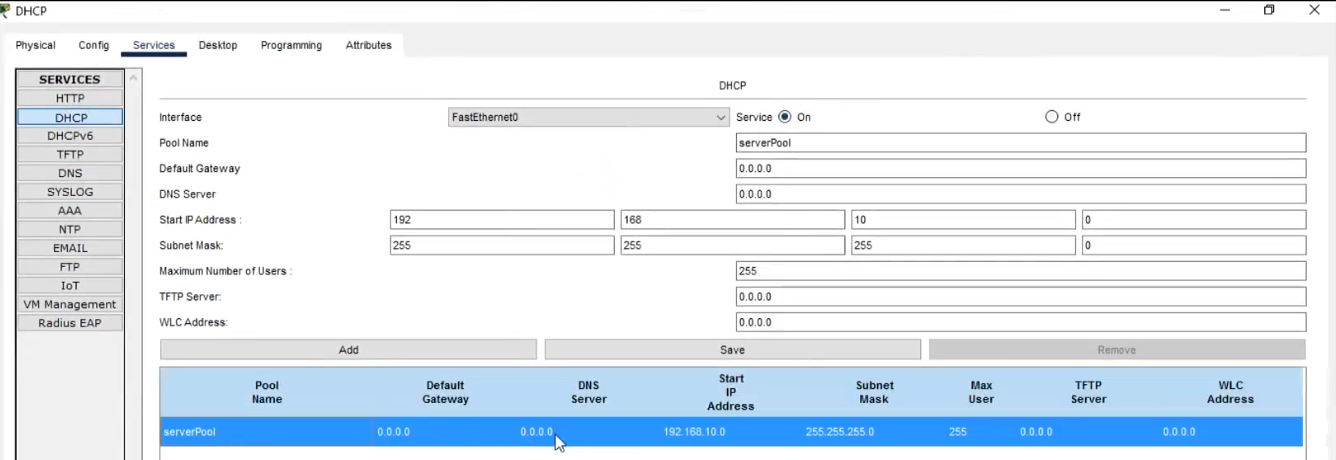 DHCP
Physical Config Services Desktop Programming Attributes
SERVICES
HTTP
DHCP
DHCPv6
TFTP
DNS
SYSLOG
AAA
NTP
EMAIL
FTP
IoT
VM Management
Radius EAP
DHCP
Interface FastEthernet0 Service On Off
Pool Name serverPool
Default Gateway 0.0.0.0
DNS Server 0.0.0.0
Start IP Address : 192 168 10 0
Subnet Mask: 255 255 255 0
Maximum Number of Users : 255
TFTP Server: 0.0.0.0
WLC Address: 0.0.0.0
Add Save Remove
Pool Name Default Gateway DNS Server Start IP Address Subnet Mask Max User TFTP Server WLC Address
serverPool 0.0.0.0 0.0.0.0 192.168.10.0 255.255.255.0 255 0.0.0.0 0.0.0.0